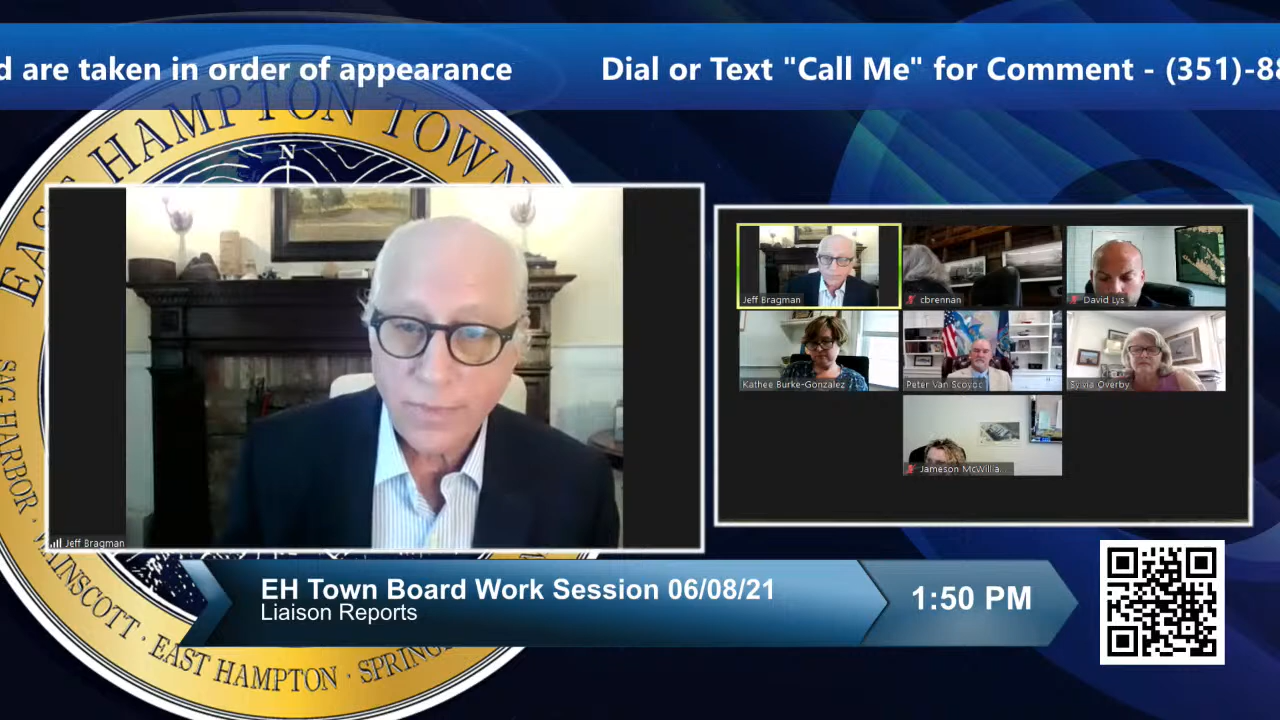 d are taken in order of appearance Dial or Text "Call Me" for Comment - (351)-88
EAST HAMPTON TOWN
N
SAG HARBOR · WAINSCOTT · EAST HAMPTON · SPRING
Jeff Bragman
Jeff Bragman
cbrennan
David Lys
Kathee Burke-Gonzalez
Peter Van Scoyoc
Sylvia Overby
Jameson McWillia...
EH Town Board Work Session 06/08/21
Liaison Reports
1:50 PM